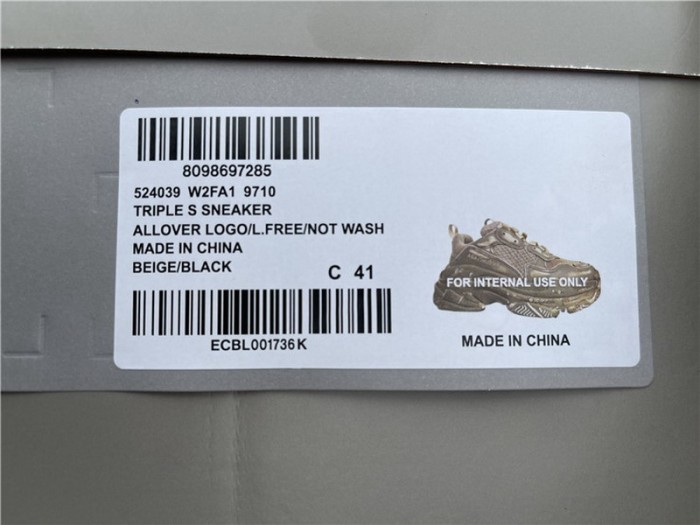 8098697285
524039 W2FA1 9710
TRIPLE S SNEAKER
ALLOVER LOGO/L.FREE/NOT WASH
MADE IN CHINA
BEIGE/BLACK
C 41
FOR INTERNAL USE ONLY
ECBL001736K
MADE IN CHINA